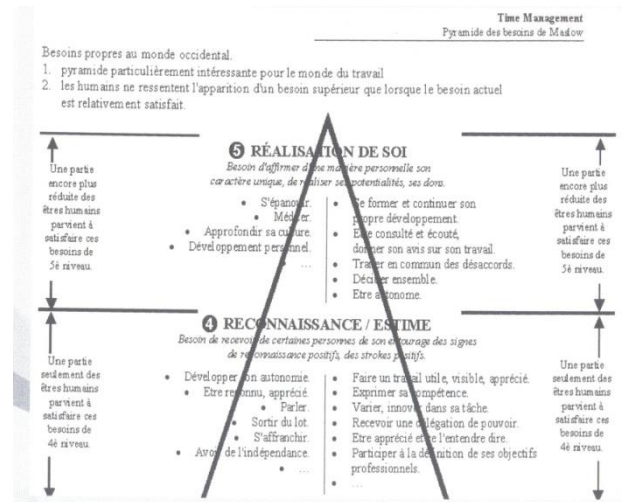 Time Management
Pyramide des besoins de Maslow
Besoins propres au monde occidental.
1. pyramide particulièrement intéressante pour le monde du travail
2. les humains ne ressentent l'apparition d'un besoin supérieur que lorsque le besoin actuel
est relativement satisfait.
❺ RÉALISATION DE SOI
Besoin d'affirmer d'une manière personnelle son
caractère unique, de réaliser ses potentialités, ses dons.
Une partie
encore plus
réduite des
êtres humains
parvient à
satisfaire ces
besoins de
5è niveau.
• S'épanouir.
• Méditer.
• Approfondir sa culture.
• Développement personnel.
• …
• Se former et continuer son
propre développement.
• Etre consulté et écouté,
donner son avis sur son travail.
• Traiter en commun des désaccords.
• Décider ensemble.
• Etre autonome.
Une partie
encore plus
réduite des
êtres humains
parvient à
satisfaire ces
besoins de
5è niveau.
❹ RECONNAISSANCE / ESTIME
Besoin de recevoir de certaines personnes de son entourage des signes
de reconnaissance positifs, des strokes positifs.
Une partie
seulement des
êtres humains
parvient à
satisfaire ces
besoins de
4è niveau.
• Développer son autonomie.
• Etre reconnu, apprécié.
• Parler.
• Sortir du lot.
• S'affranchir.
• Avoir de l'indépendance.
• …
• Faire un travail utile, visible, apprécié.
• Exprimer sa compétence.
• Varier, innover dans sa tâche.
• Recevoir une délégation de pouvoir.
• Etre apprécié et se l'entendre dire.
• Participer à la définition de ses objectifs
professionnels.
• …
Une partie
seulement des
êtres humains
parvient à
satisfaire ces
besoins de
4è niveau.